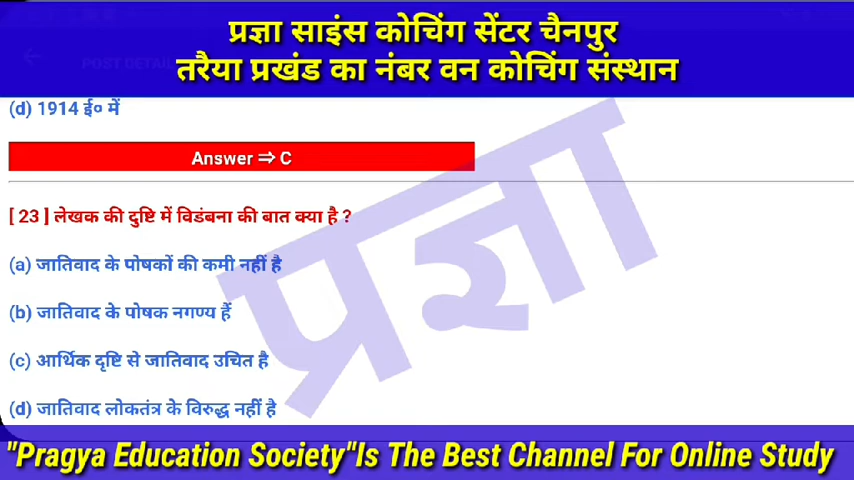 प्रज्ञा साइंस कोचिंग सेंटर चैनपुर
तरैया प्रखंड का नंबर वन कोचिंग संस्थान
(d) 1914 ई० में
Answer ⇒ C
[ 23 ] लेखक की दृष्टि में विडंबना की बात क्या है ?
(a) जातिवाद के पोषकों की कमी नहीं है
(b) जातिवाद के पोषक नगण्य हैं
(c) आर्थिक दृष्टि से जातिवाद उचित है
(d) जातिवाद लोकतंत्र के विरुद्ध नहीं है
प्रज्ञा
"Pragya Education Society"Is The Best Channel For Online Study